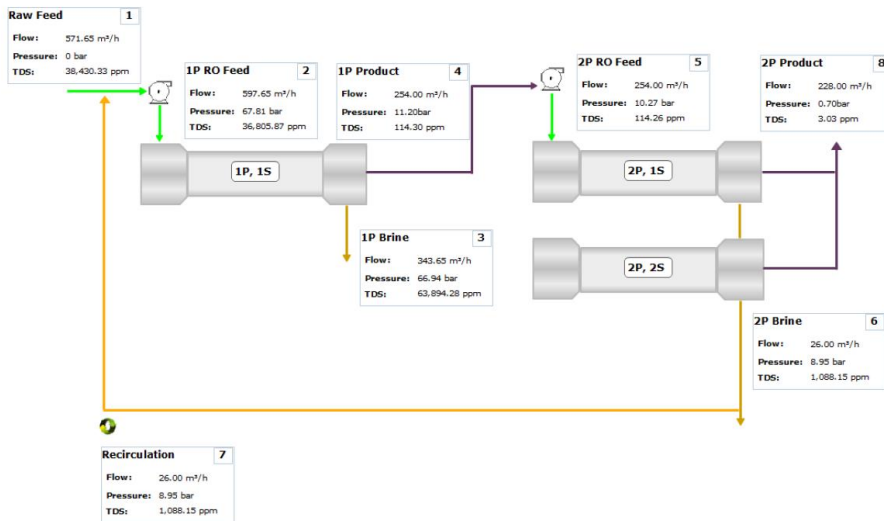 Raw Feed 1
Flow: 571.65 m³/h
Pressure: 0 bar
TDS: 38,430.33 ppm
1P RO Feed 2
Flow: 597.65 m³/h
Pressure: 67.81 bar
TDS: 36,805.87 ppm
1P Product 4
Flow: 254.00 m³/h
Pressure: 11.20bar
TDS: 114.30 ppm
2P RO Feed 5
Flow: 254.00 m³/h
Pressure: 10.27 bar
TDS: 114.26 ppm
2P Product 8
Flow: 228.00 m³/h
Pressure: 0.70bar
TDS: 3.03 ppm
1P, 1S
2P, 1S
1P Brine 3
Flow: 343.65 m³/h
Pressure: 66.94 bar
TDS: 63,894.28 ppm
2P, 2S
2P Brine 6
Flow: 26.00 m³/h
Pressure: 8.95 bar
TDS: 1,088.15 ppm
Recirculation 7
Flow: 26.00 m³/h
Pressure: 8.95 bar
TDS: 1,088.15 ppm